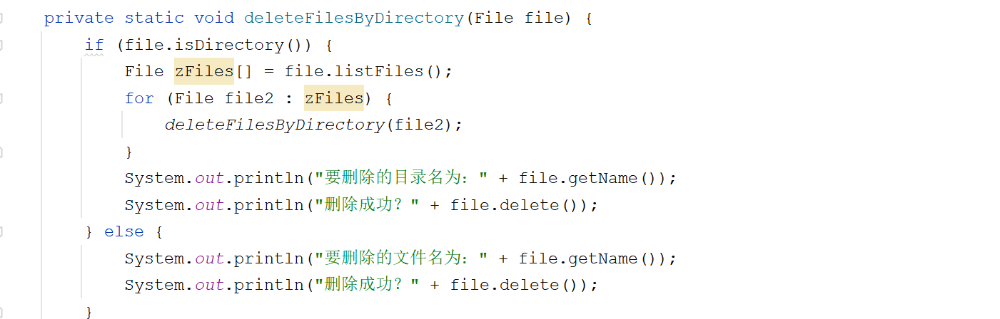 private static void deleteFilesByDirectory(File file) {
if (file.isDirectory()) {
File zFiles[] = file.listFiles();
for (File file2 : zFiles) {
deleteFilesByDirectory(file2);
}
System.out.println("要删除的目录名为：" + file.getName());
System.out.println("删除成功？" + file.delete());
} else {
System.out.println("要删除的文件名为：" + file.getName());
System.out.println("删除成功？" + file.delete());
}